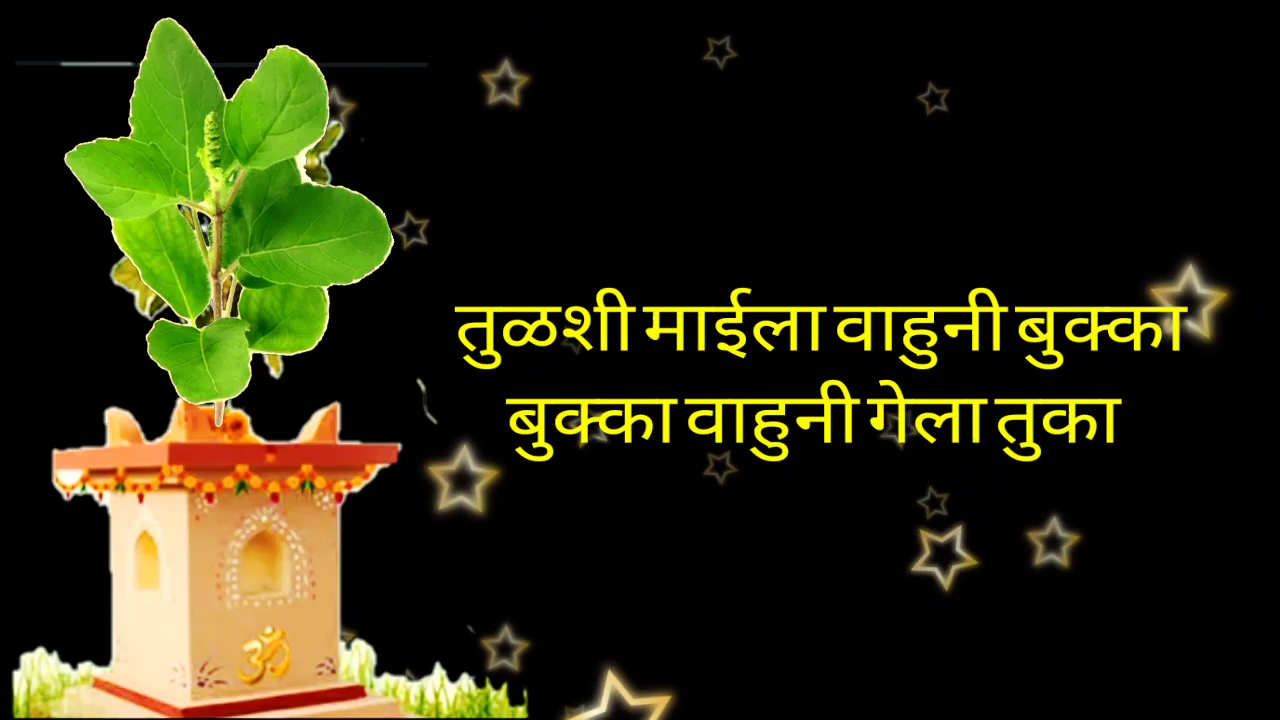 तुळशी माईला वाहुनी बुक्का
बुक्का वाहुनी गेला तुका
ॐ